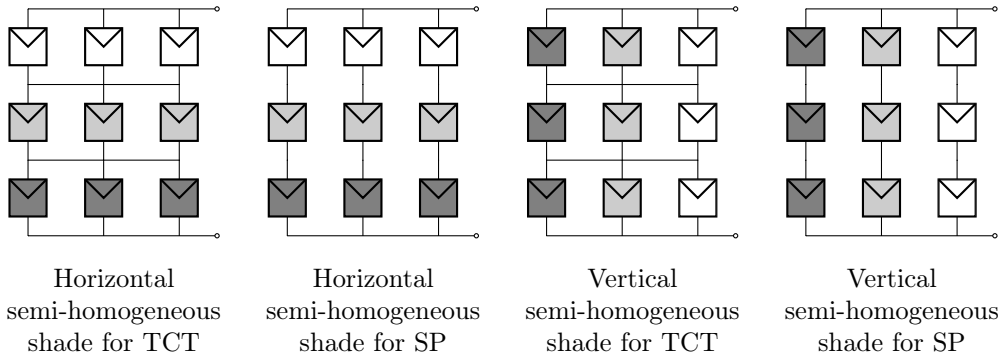 Horizontal
semi-homogeneous
shade for TCT
Horizontal
semi-homogeneous
shade for SP
Vertical
semi-homogeneous
shade for TCT
Vertical
semi-homogeneous
shade for SP